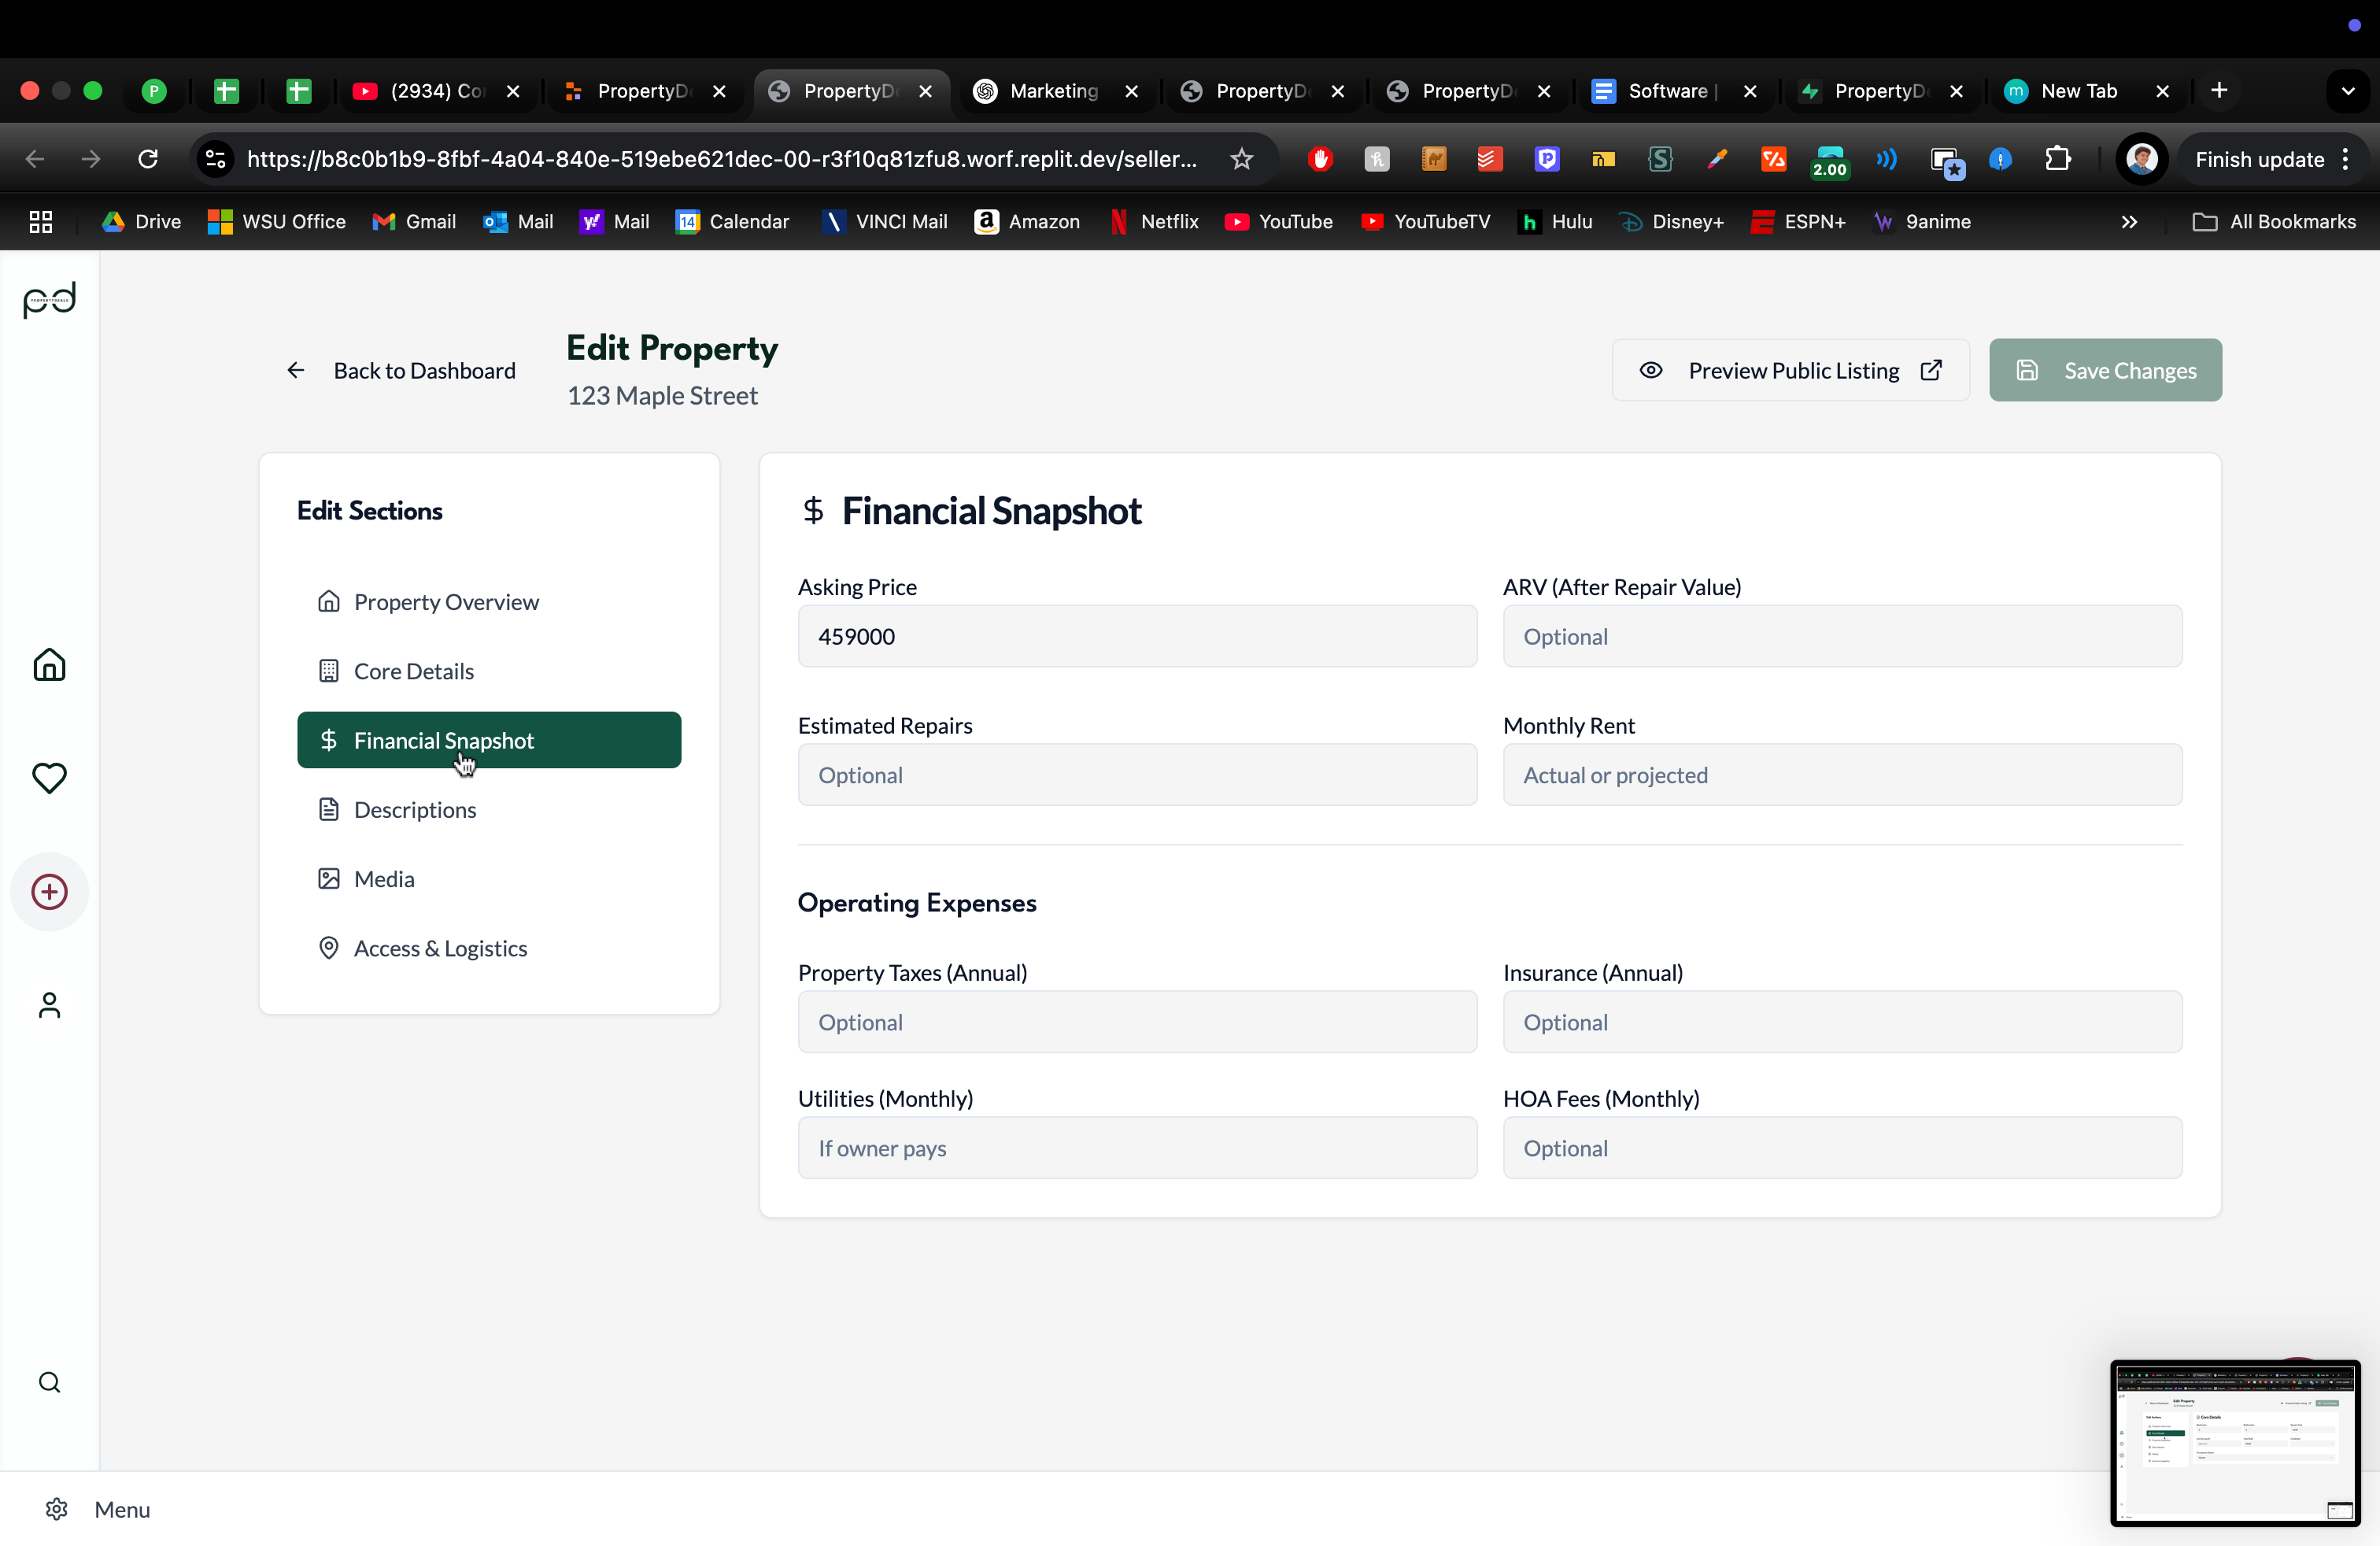 (2934) Co
PropertyD
PropertyD
Marketing
PropertyD
PropertyD
Software |
PropertyD
New Tab
https://b8c0b1b9-8fbf-4a04-840e-519ebe621dec-00-r3f10q81zfu8.worf.replit.dev/seller...
2.00
Finish update
Drive
WSU Office
Gmail
Mail
Mail
14
Calendar
VINCI Mail
Amazon
Netflix
YouTube
YouTubeTV
Hulu
Disney+
ESPN+
9anime
All Bookmarks
pd
Back to Dashboard
Edit Property
123 Maple Street
Preview Public Listing
Save Changes
Edit Sections
Property Overview
Core Details
Financial Snapshot
Descriptions
Media
Access & Logistics
$ Financial Snapshot
Asking Price
459000
ARV (After Repair Value)
Optional
Estimated Repairs
Optional
Monthly Rent
Actual or projected
Operating Expenses
Property Taxes (Annual)
Optional
Insurance (Annual)
Optional
Utilities (Monthly)
If owner pays
HOA Fees (Monthly)
Optional
Menu